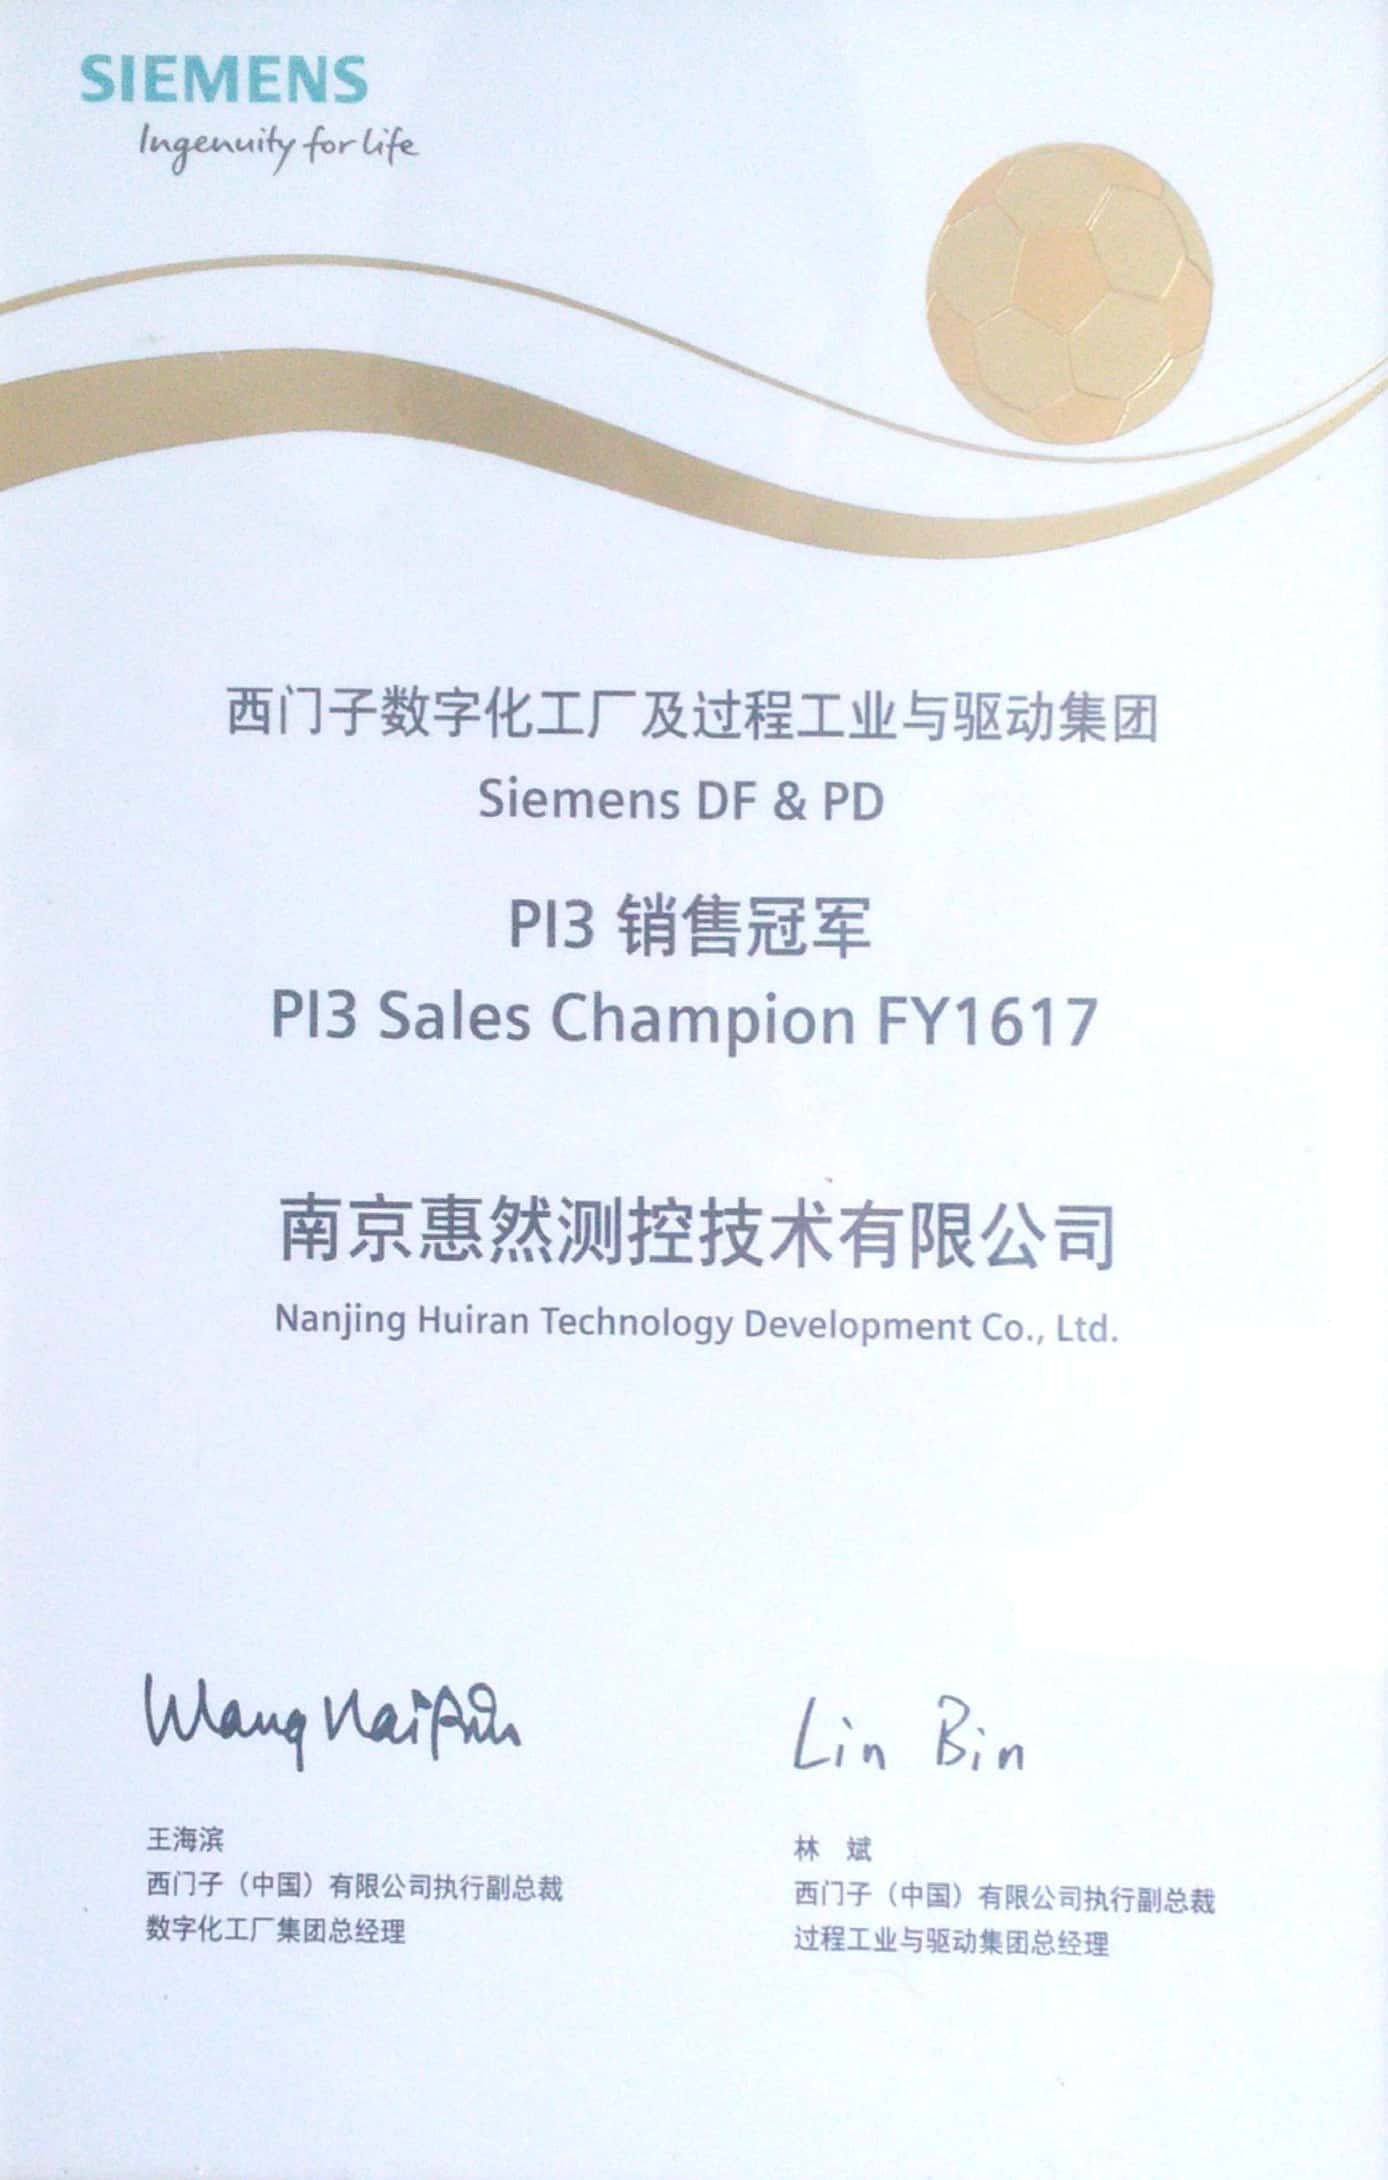 SIEMENS
Ingenuity for life
西门子数字化工厂及过程工业与驱动集团
Siemens DF & PD
PI3 销售冠军
PI3 Sales Champion FY1617
南京惠然测控技术有限公司
Nanjing Huiran Technology Development Co., Ltd.
Wang Haibin
王海滨
西门子（中国）有限公司执行副总裁
数字化工厂集团总经理
Lin Bin
林 斌
西门子（中国）有限公司执行副总裁
过程工业与驱动集团总经理